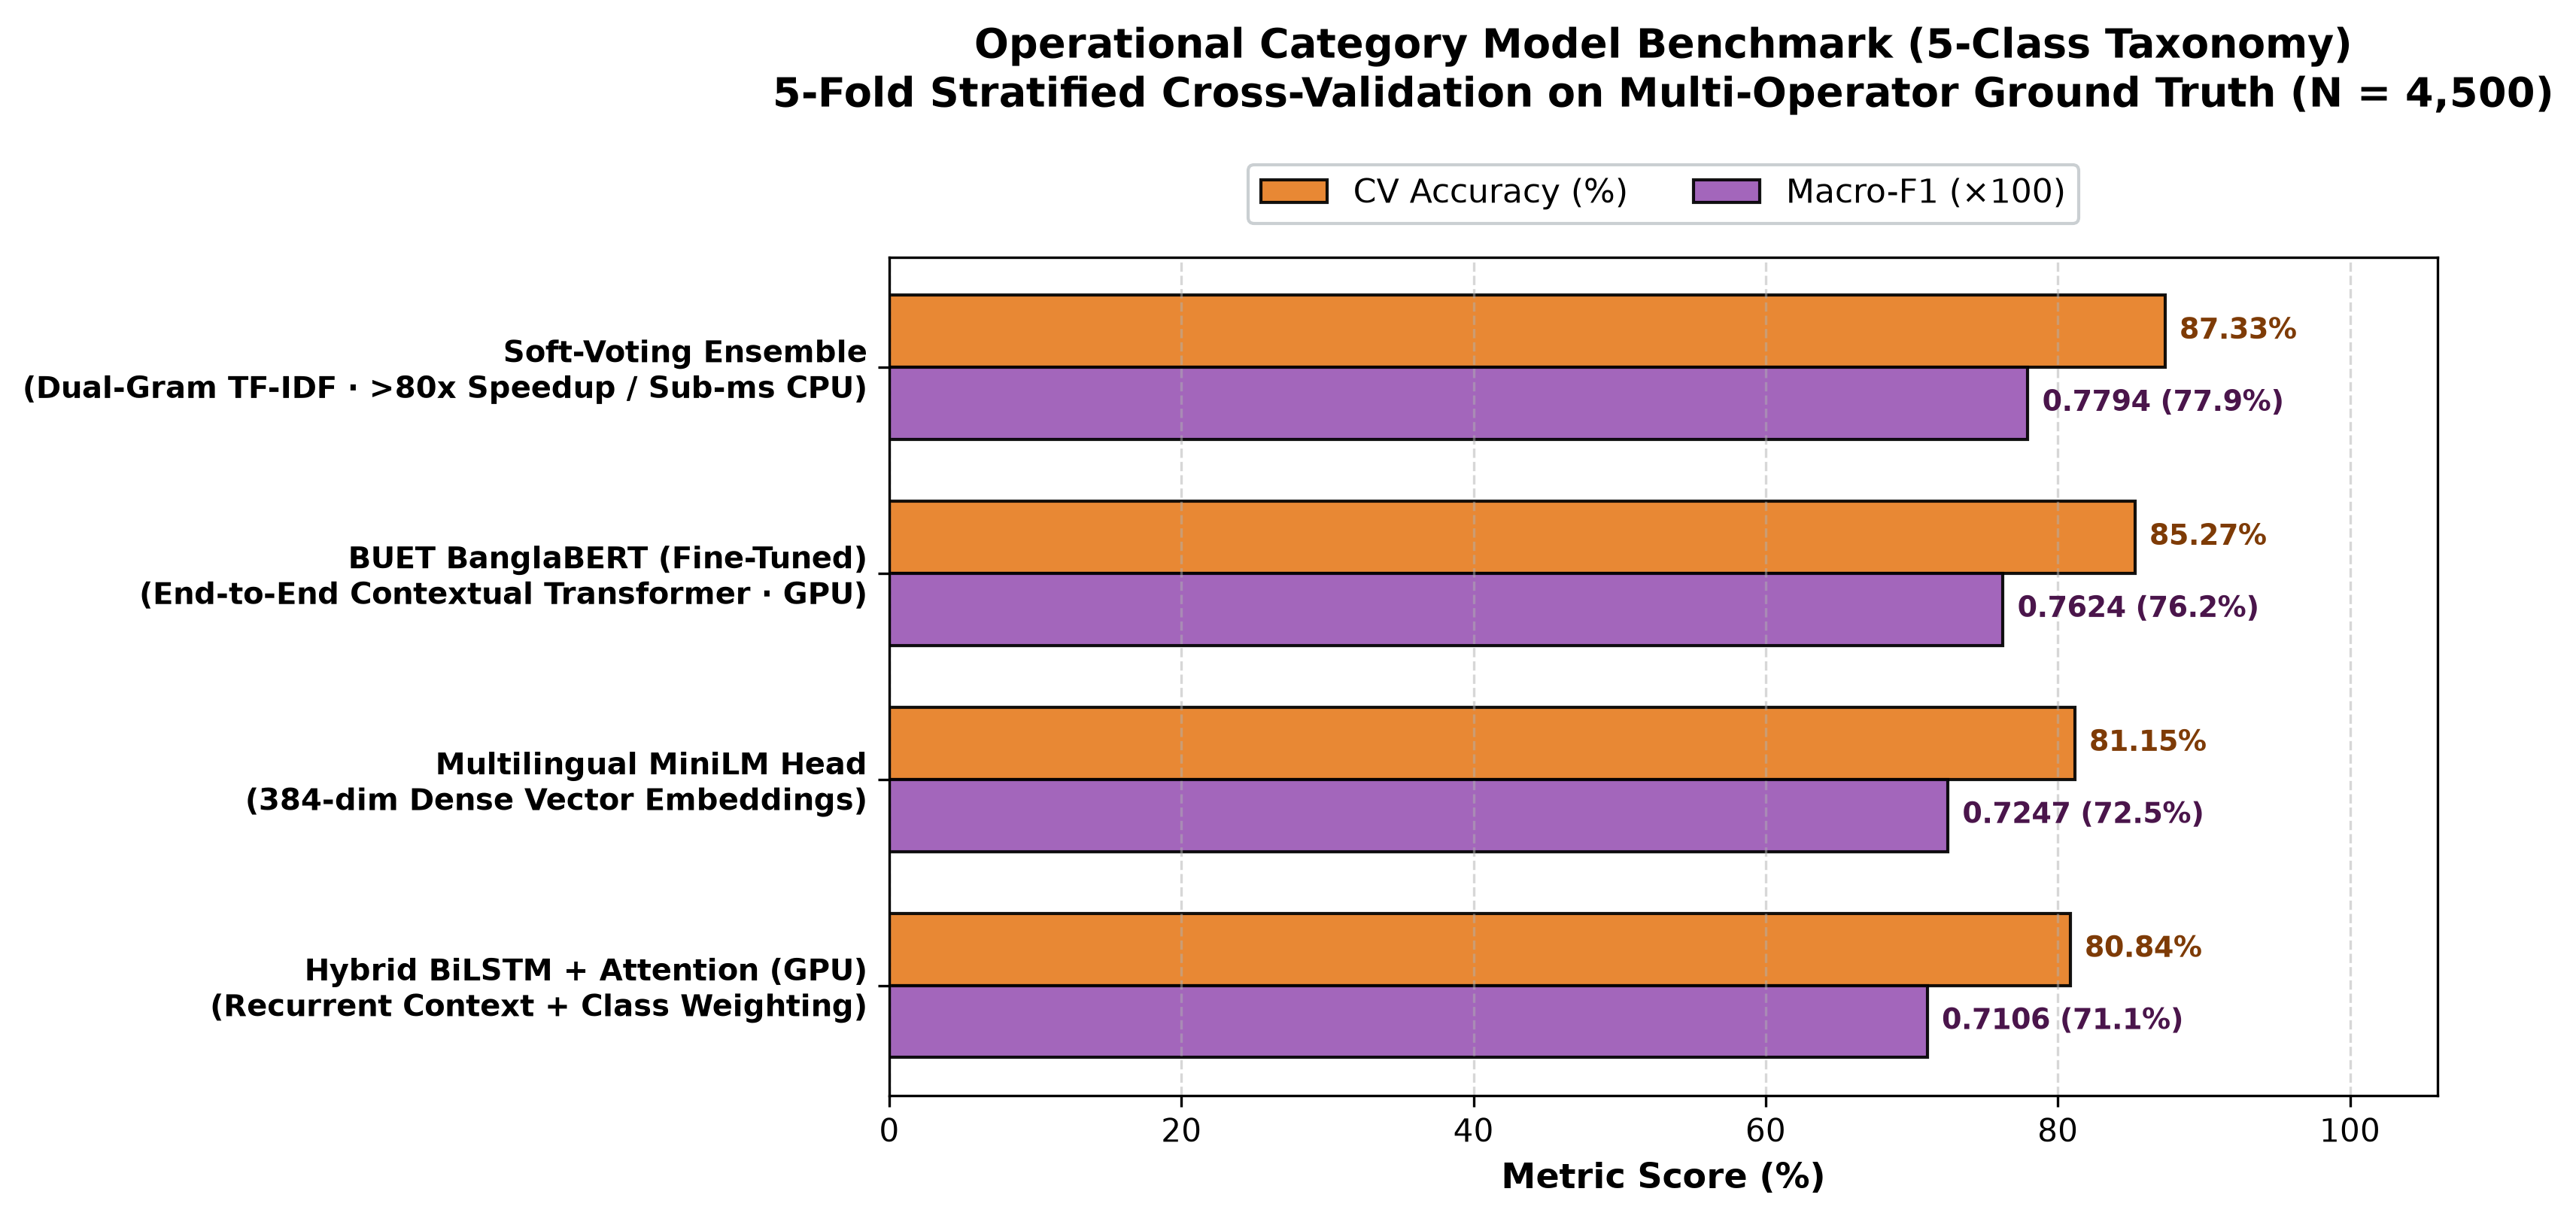 Operational Category Model Benchmark (5-Class Taxonomy)
5-Fold Stratified Cross-Validation on Multi-Operator Ground Truth (N = 4,500)
CV Accuracy (%)
Macro-F1 (×100)
Soft-Voting Ensemble
(Dual-Gram TF-IDF · >80x Speedup / Sub-ms CPU)
87.33%
0.7794 (77.9%)
BUET BanglaBERT (Fine-Tuned)
(End-to-End Contextual Transformer · GPU)
85.27%
0.7624 (76.2%)
Multilingual MiniLM Head
(384-dim Dense Vector Embeddings)
81.15%
0.7247 (72.5%)
Hybrid BiLSTM + Attention (GPU)
(Recurrent Context + Class Weighting)
80.84%
0.7106 (71.1%)
0 20 40 60 80 100
Metric Score (%)